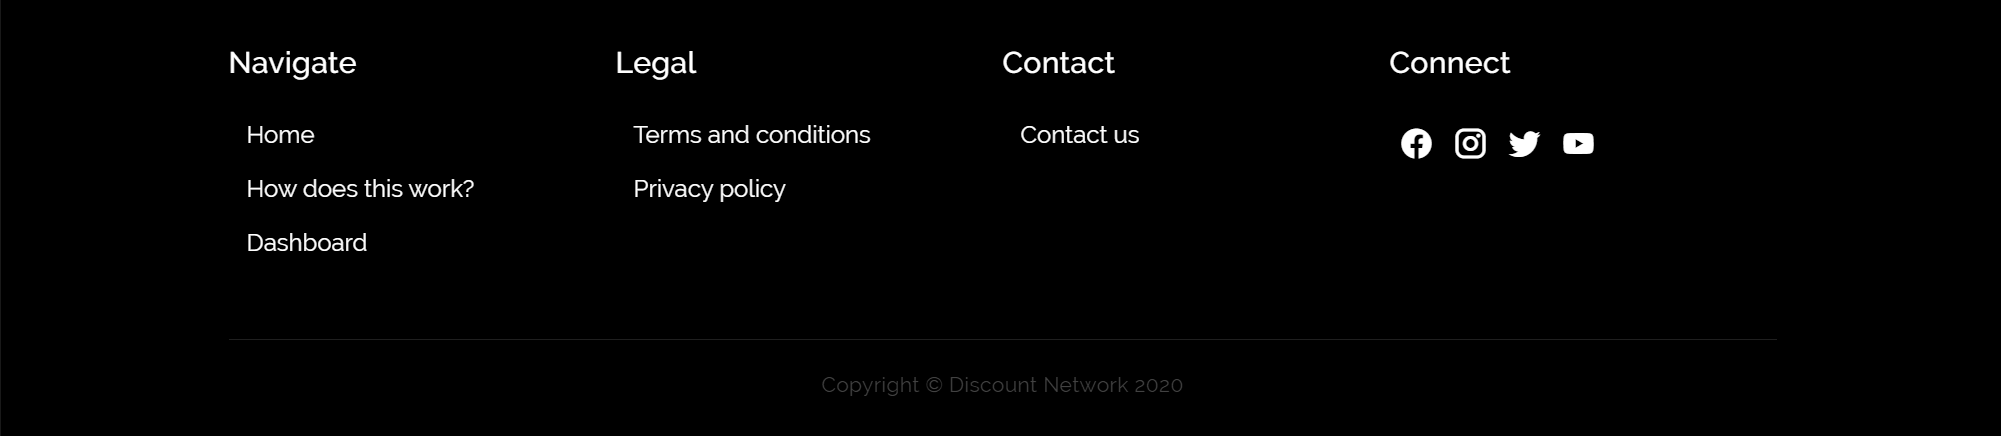 Navigate
Home
How does this work?
Dashboard
Legal
Terms and conditions
Privacy policy
Contact
Contact us
Connect
Copyright © Discount Network 2020